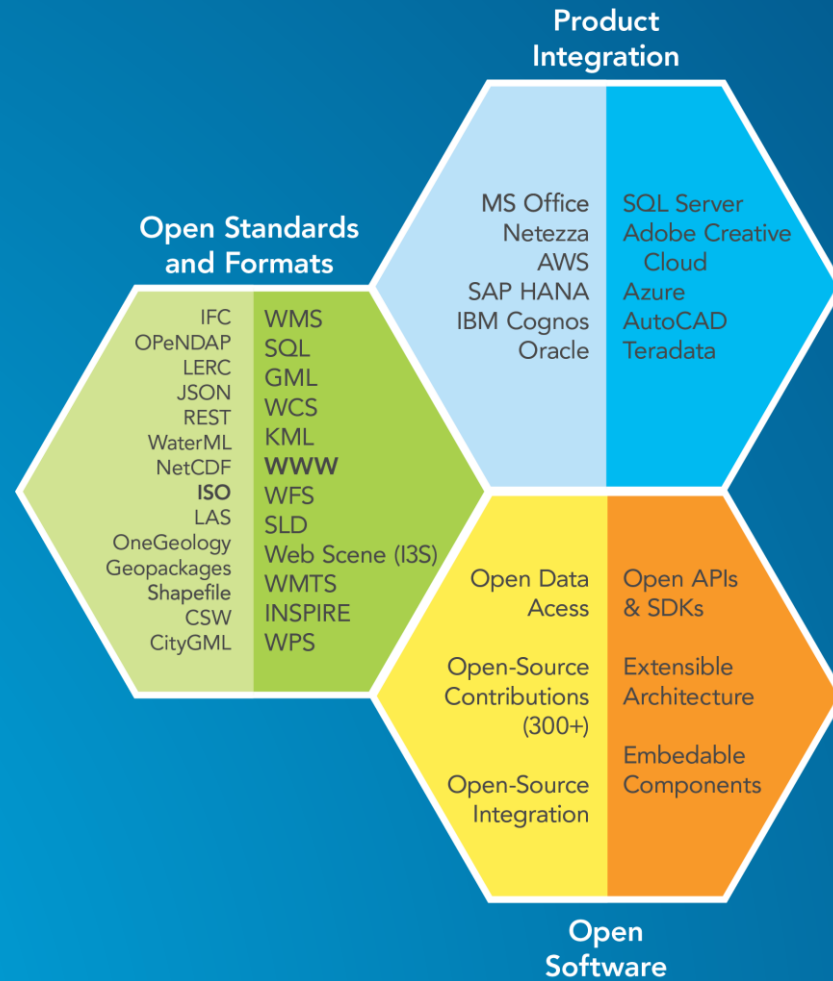 Product
Integration
MS Office
Netezza
AWS
SAP HANA
IBM Cognos
Oracle
SQL Server
Adobe Creative
Cloud
Azure
AutoCAD
Teradata
Open Standards
and Formats
IFC
OPeNDAP
LERC
JSON
REST
WaterML
NetCDF
ISO
LAS
OneGeology
Geopackages
Shapefile
CSW
CityGML
WMS
SQL
GML
WCS
KML
WWW
WFS
SLD
Web Scene (I3S)
WMTS
INSPIRE
WPS
Open Data
Acess
Open-Source
Contributions
(300+)
Open-Source
Integration
Open APIs
& SDKs
Extensible
Architecture
Embedable
Components
Open
Software